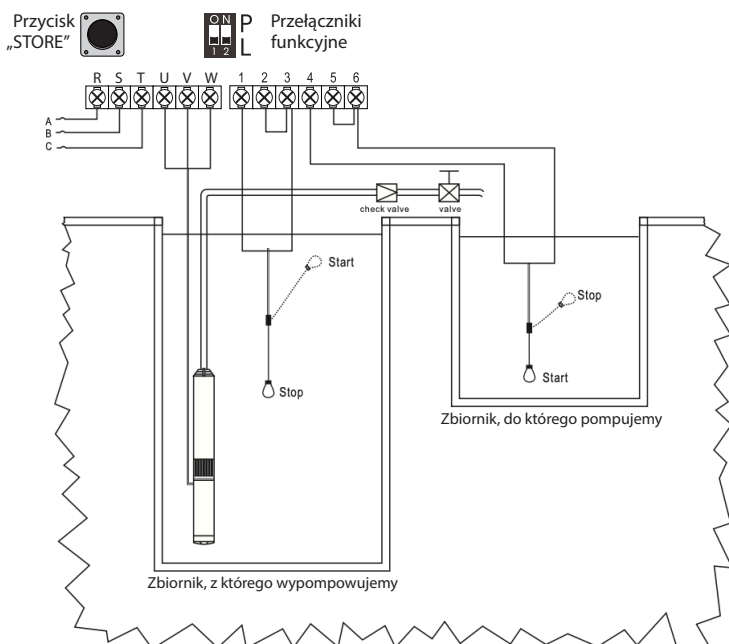 Przycisk
„STORE”
ON
1 2
P
L
Przełączniki
funkcyjne
R S T U V W 1 2 3 4 5 6
A
B
C
check valve
valve
Start
Stop
Stop
Start
Zbiornik, do którego pompujemy
Zbiornik, z którego wypompowujemy